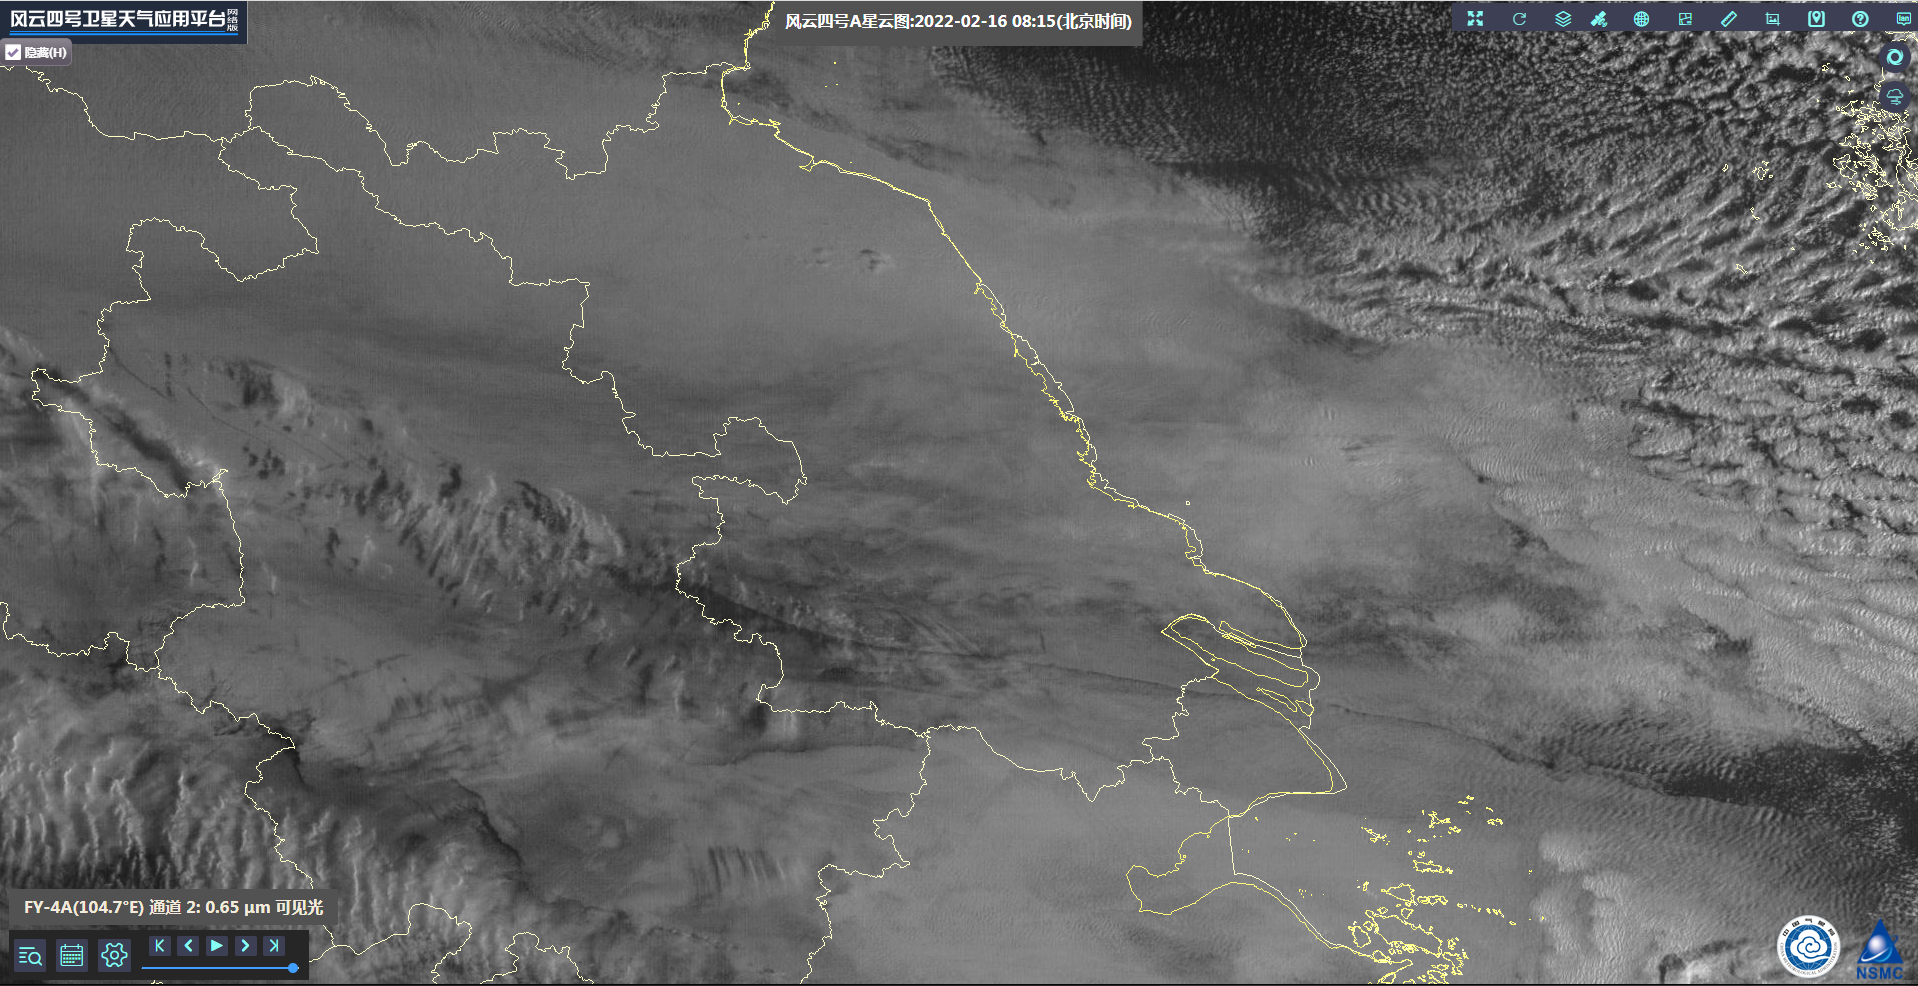 风云四号卫星天气应用平台网络版
风云四号A星云图:2022-02-16 08:15(北京时间)
隐藏(H)
FY-4A(104.7°E) 通道 2: 0.65 μm 可见光
NSMC